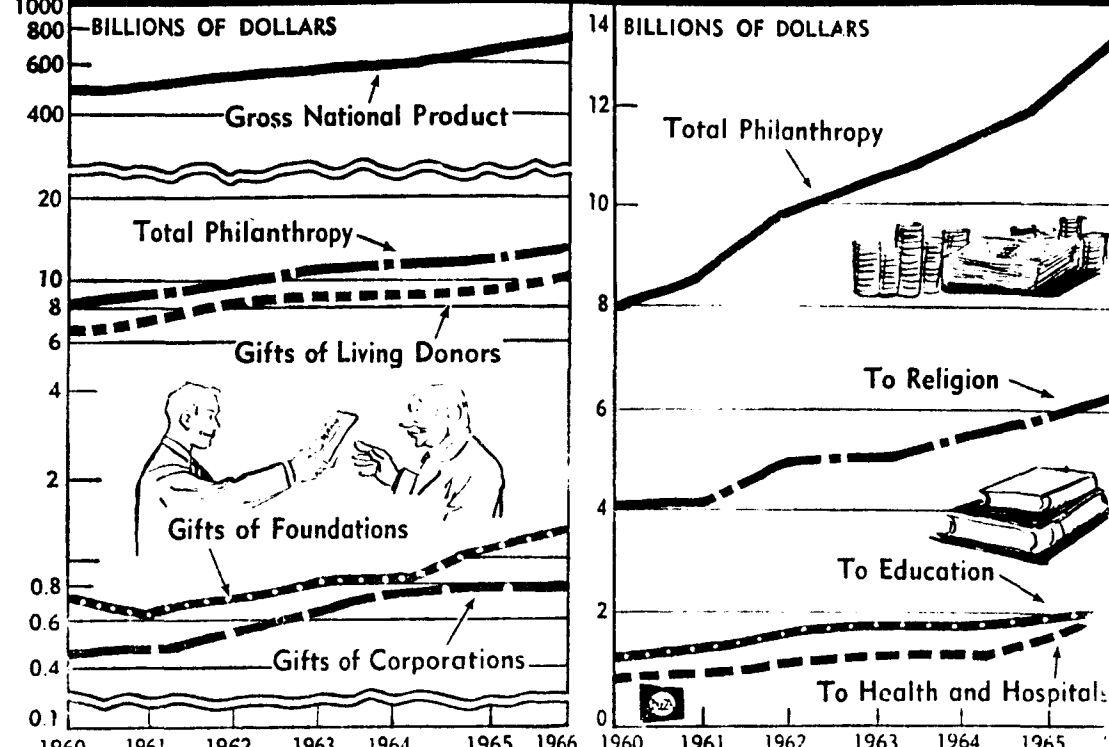 1000
800
BILLIONS OF DOLLARS
600
Gross National Product
400
20
Total Philanthropy
10
8
6
Gifts of Living Donors
4
2
Gifts of Foundations
0.8
0.6
0.4
Gifts of Corporations
0.1
1960 1961 1962 1963 1964 1965 1966
14
BILLIONS OF DOLLARS
12
Total Philanthropy
10
8
To Religion
6
4
To Education
2
To Health and Hospitals
0
1960 1961 1962 1963 1964 1965